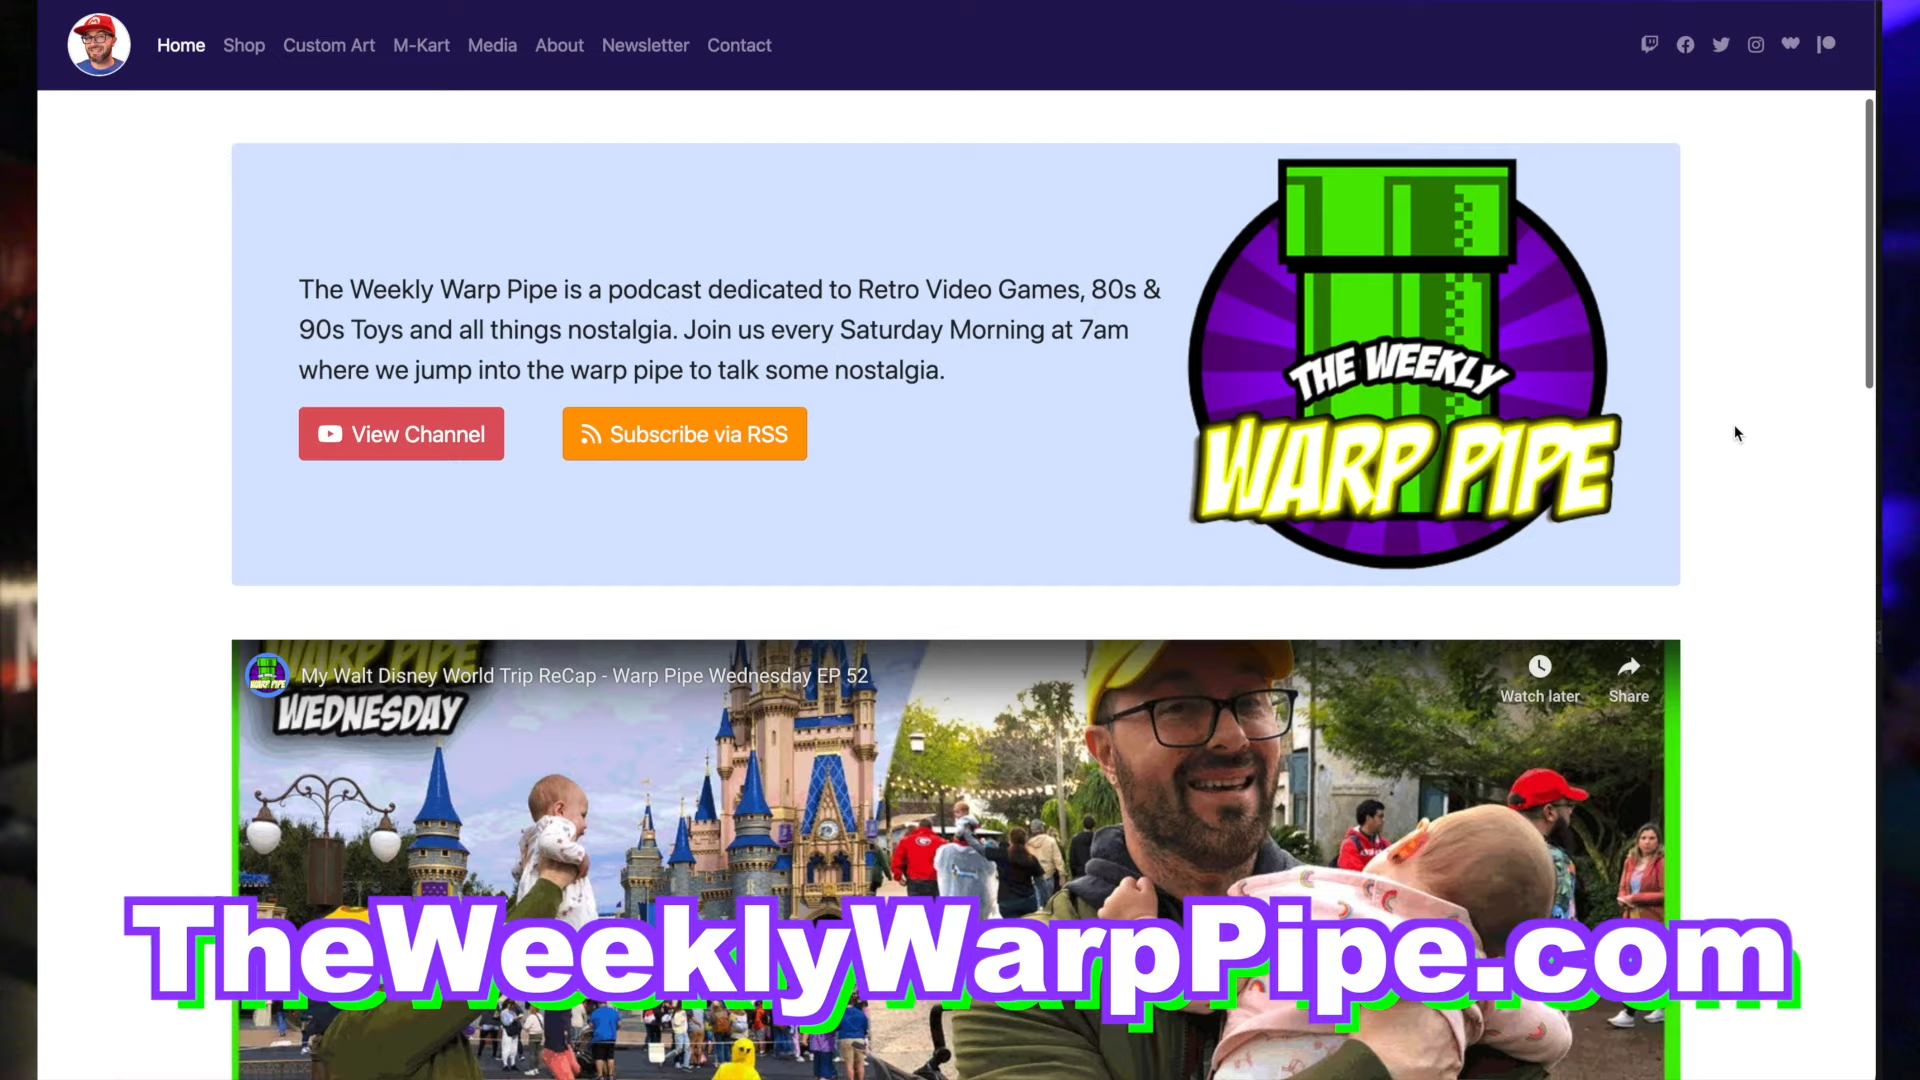 Home Shop Custom Art M-Kart Media About Newsletter Contact
The Weekly Warp Pipe is a podcast dedicated to Retro Video Games, 80s &
90s Toys and all things nostalgia. Join us every Saturday Morning at 7am
where we jump into the warp pipe to talk some nostalgia.
View Channel
Subscribe via RSS
THE WEEKLY
WARP PIPE
WARP PIPE
My Walt Disney World Trip ReCap - Warp Pipe Wednesday EP 52
WEDNESDAY
Watch later
Share
TheWeeklyWarpPipe.com